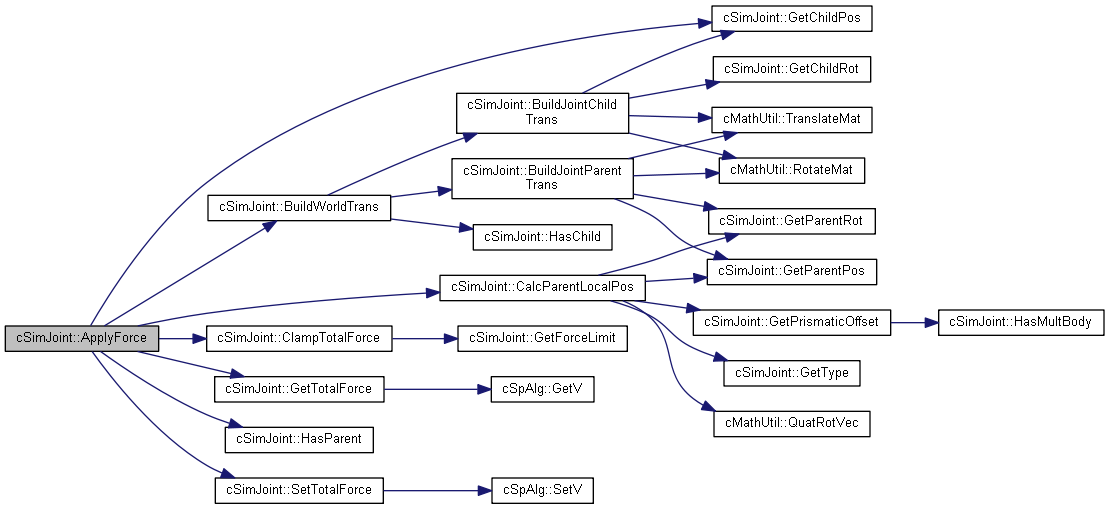 cSimJoint::GetChildPos
cSimJoint::GetChildRot
cSimJoint::BuildJointChild
Trans
cMathUtil::TranslateMat
cSimJoint::BuildJointParent
Trans
cMathUtil::RotateMat
cSimJoint::BuildWorldTrans
cSimJoint::GetParentRot
cSimJoint::HasChild
cSimJoint::GetParentPos
cSimJoint::CalcParentLocalPos
cSimJoint::GetPrismaticOffset
cSimJoint::HasMultBody
cSimJoint::ApplyForce
cSimJoint::ClampTotalForce
cSimJoint::GetForceLimit
cSimJoint::GetType
cSimJoint::GetTotalForce
cSpAlg::GetV
cMathUtil::QuatRotVec
cSimJoint::HasParent
cSimJoint::SetTotalForce
cSpAlg::SetV